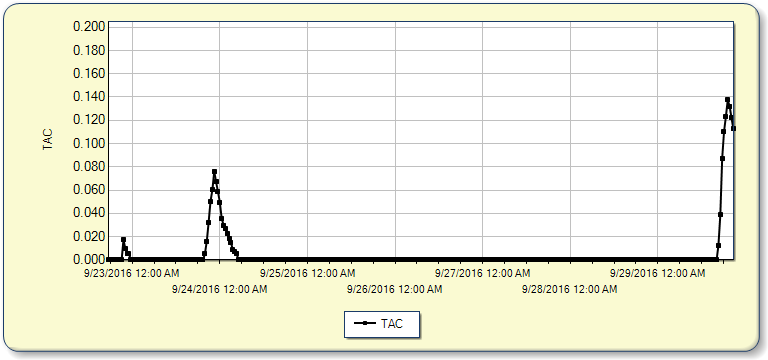 0.200
0.180
0.160
0.140
0.120
0.100
0.080
0.060
0.040
0.020
0.000
TAC
9/23/2016 12:00 AM
9/25/2016 12:00 AM
9/27/2016 12:00 AM
9/29/2016 12:00 AM
9/24/2016 12:00 AM
9/26/2016 12:00 AM
9/28/2016 12:00 AM
TAC